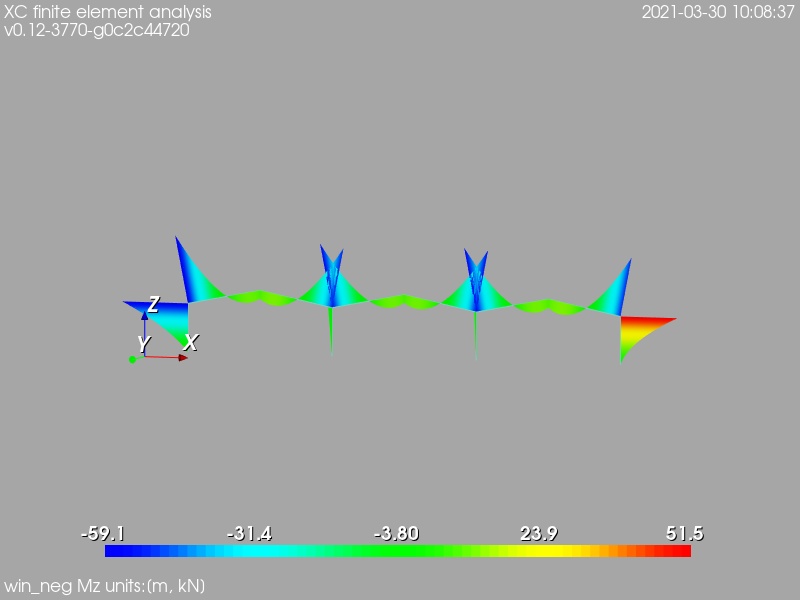 XC finite element analysis
2021-03-30 10:08:37
v0.12-3770-g0c2c44720
Z
Y
X
-59.1 -31.4 -3.80 23.9 51.5
win_neg Mz units:[m, kN]